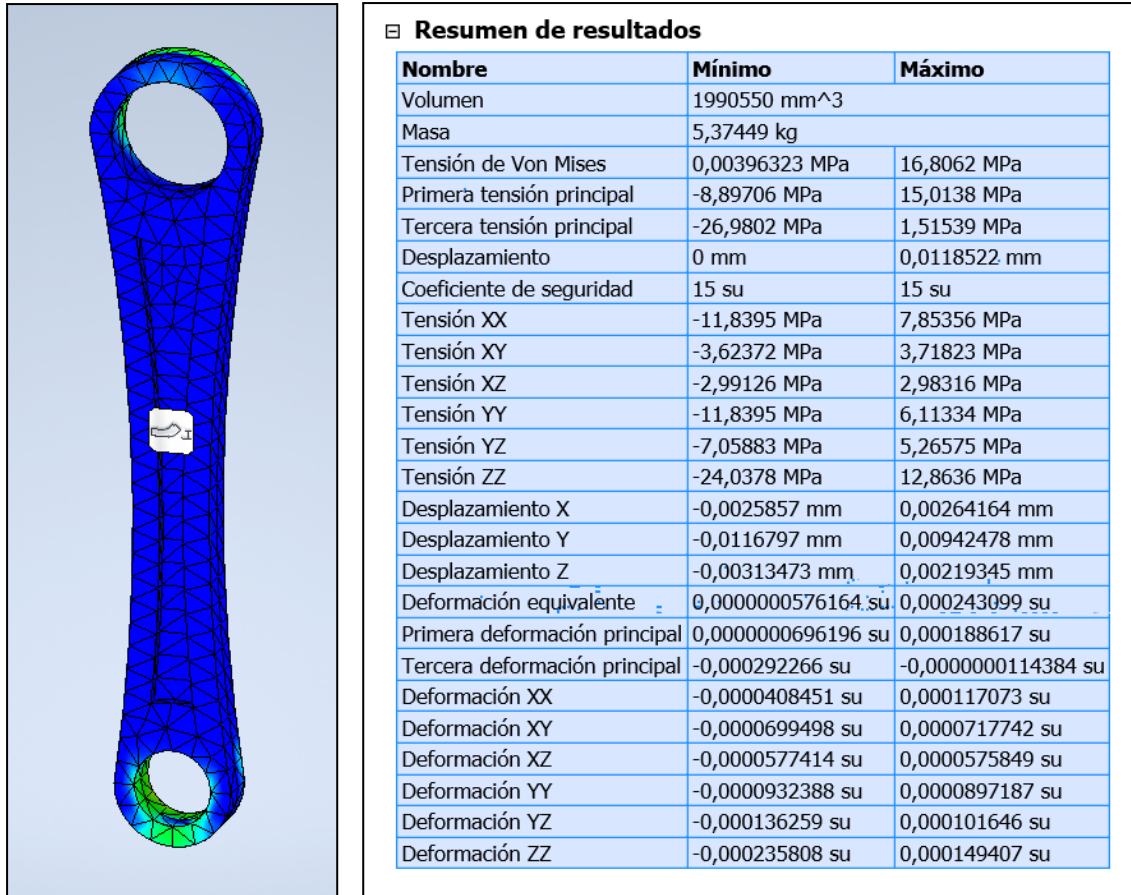 Resumen de resultados
Nombre Mínimo Máximo
Volumen 1990550 mm^3
Masa 5,37449 kg
Tensión de Von Mises 0,00396323 MPa 16,8062 MPa
Primera tensión principal -8,89706 MPa 15,0138 MPa
Tercera tensión principal -26,9802 MPa 1,51539 MPa
Desplazamiento 0 mm 0,0118522 mm
Coeficiente de seguridad 15 su 15 su
Tensión XX -11,8395 MPa 7,85356 MPa
Tensión XY -3,62372 MPa 3,71823 MPa
Tensión XZ -2,99126 MPa 2,98316 MPa
Tensión YY -11,8395 MPa 6,11334 MPa
Tensión YZ -7,05883 MPa 5,26575 MPa
Tensión ZZ -24,0378 MPa 12,8636 MPa
Desplazamiento X -0,0025857 mm 0,00264164 mm
Desplazamiento Y -0,0116797 mm 0,00942478 mm
Desplazamiento Z -0,00313473 mm 0,00219345 mm
Deformación equivalente 0,0000000576164 su 0,000243099 su
Primera deformación principal 0,0000000696196 su 0,000188617 su
Tercera deformación principal -0,000292266 su -0,0000000114384 su
Deformación XX -0,0000408451 su 0,000117073 su
Deformación XY -0,0000699498 su 0,0000717742 su
Deformación XZ -0,0000577414 su 0,0000575849 su
Deformación YY -0,0000932388 su 0,0000897187 su
Deformación YZ -0,000136259 su 0,000101646 su
Deformación ZZ -0,000235808 su 0,000149407 su